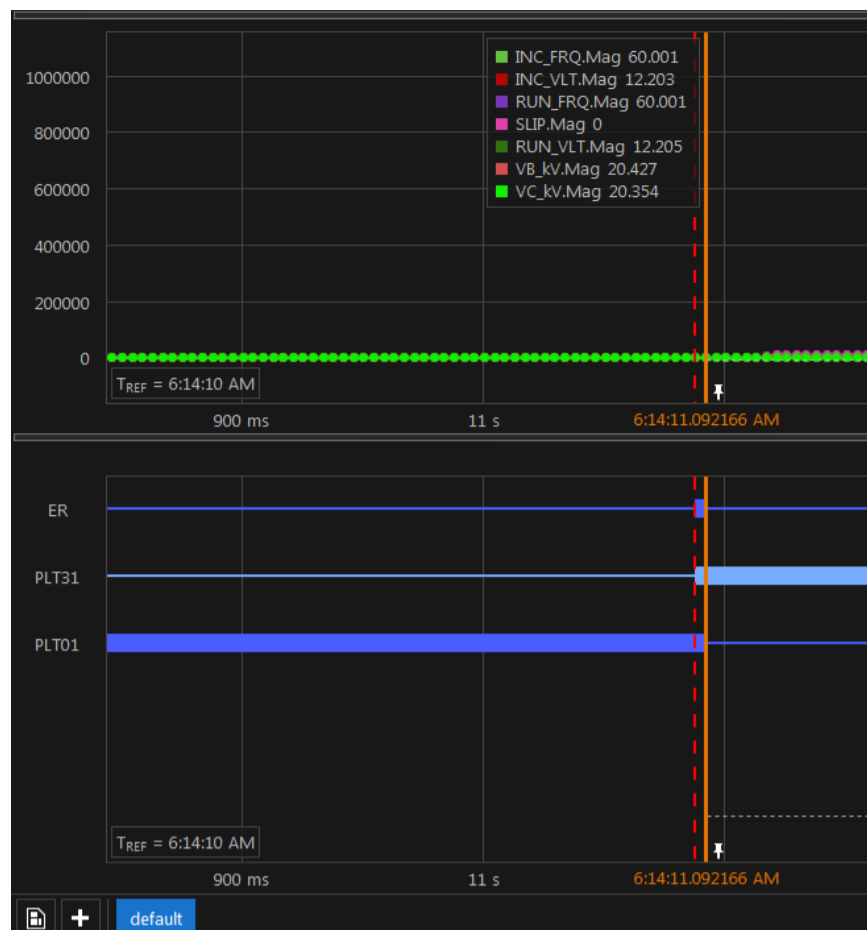 INC_FRQ.Mag 60.001
INC_VLT.Mag 12.203
RUN_FRQ.Mag 60.001
SLIP.Mag 0
RUN_VLT.Mag 12.205
VB_kV.Mag 20.427
VC_kV.Mag 20.354
1000000
800000
600000
400000
200000
0
TREF = 6:14:10 AM
900 ms 11 s 6:14:11.092166 AM
ER
PLT31
PLT01
TREF = 6:14:10 AM
900 ms 11 s 6:14:11.092166 AM
default